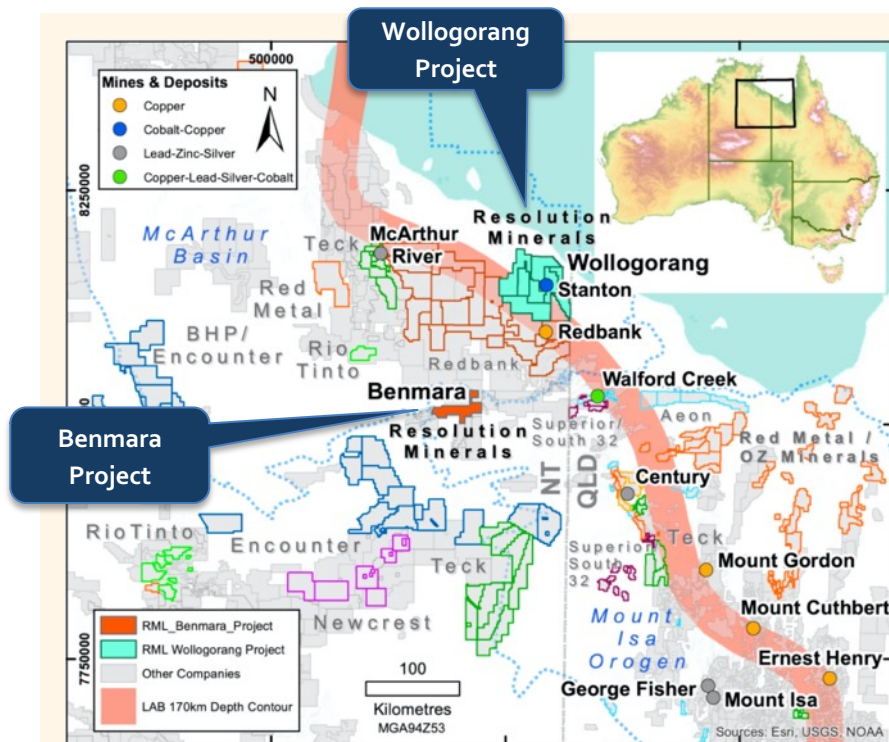 Wollogorang
Project
500000
Mines & Deposits
Copper
Cobalt-Copper
Lead-Zinc-Silver
Copper-Lead-Silver-Cobalt
N
8250000
McArthur
Basin
Teck
McArthur
River
Resolution
Minerals
Wollogorang
Stanton
Red
Metal
Redbank
BHP/
Encounter
Rio
Tinto
Redbank
Walford Creek
Benmara
Resolution
Minerals
Superior/
South 32
Aeon
Red Metal /
OZ Minerals
Benmara
Project
0
NT
QLD
Century
RioTinto
Encounter
Teck
Newcrest
Superior
South
32
Teck
Mount Gordon
Mount Cuthbert
Mount
Isa
Orogen
Ernest Henry
George Fisher
Mount Isa
7750000
RML_Benmara_Project
RML Wollogorang Project
Other Companies
LAB 170km Depth Contour
100
Kilometres
MGA94Z53
Sources: Esri, USGS, NOAA